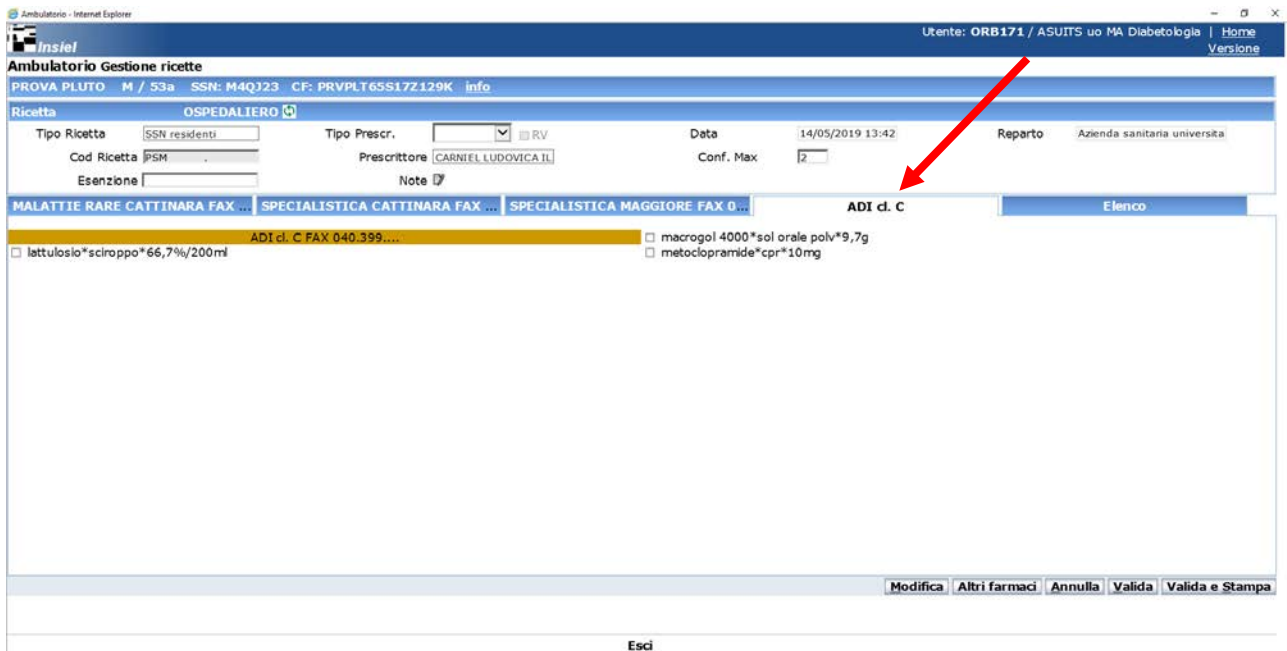 Ambulatorio - Internet Explorer
Insiel
Utente: ORB171 / ASUITS uo MA Diabetologia | Home
Versione
Ambulatorio Gestione ricette
PROVA PLUTO M / 53a SSN: M4QJ23 CF: PRVPLT65S17Z129K info
Ricetta OSPEDALIERO
Tipo Ricetta SSN residenti Tipo Prescr. RV Data 14/05/2019 13:42 Reparto Azienda sanitaria universita
Cod Ricetta PSM . Prescrittore CARNIEL LUDOVICA IL Conf. Max 2
Esenzione Note
MALATTIE RARE CATTINARA FAX ... SPECIALISTICA CATTINARA FAX ... SPECIALISTICA MAGGIORE FAX 0... ADI cl. C Elenco
ADI cl. C FAX 040.399.... macrogol 4000*sol orale polv*9,7g
lattulosio*sciroppo*66,7%/200ml metoclopramide*cpr*10mg
Modifica Altri farmaci Annulla Valida Valida e Stampa
Esci